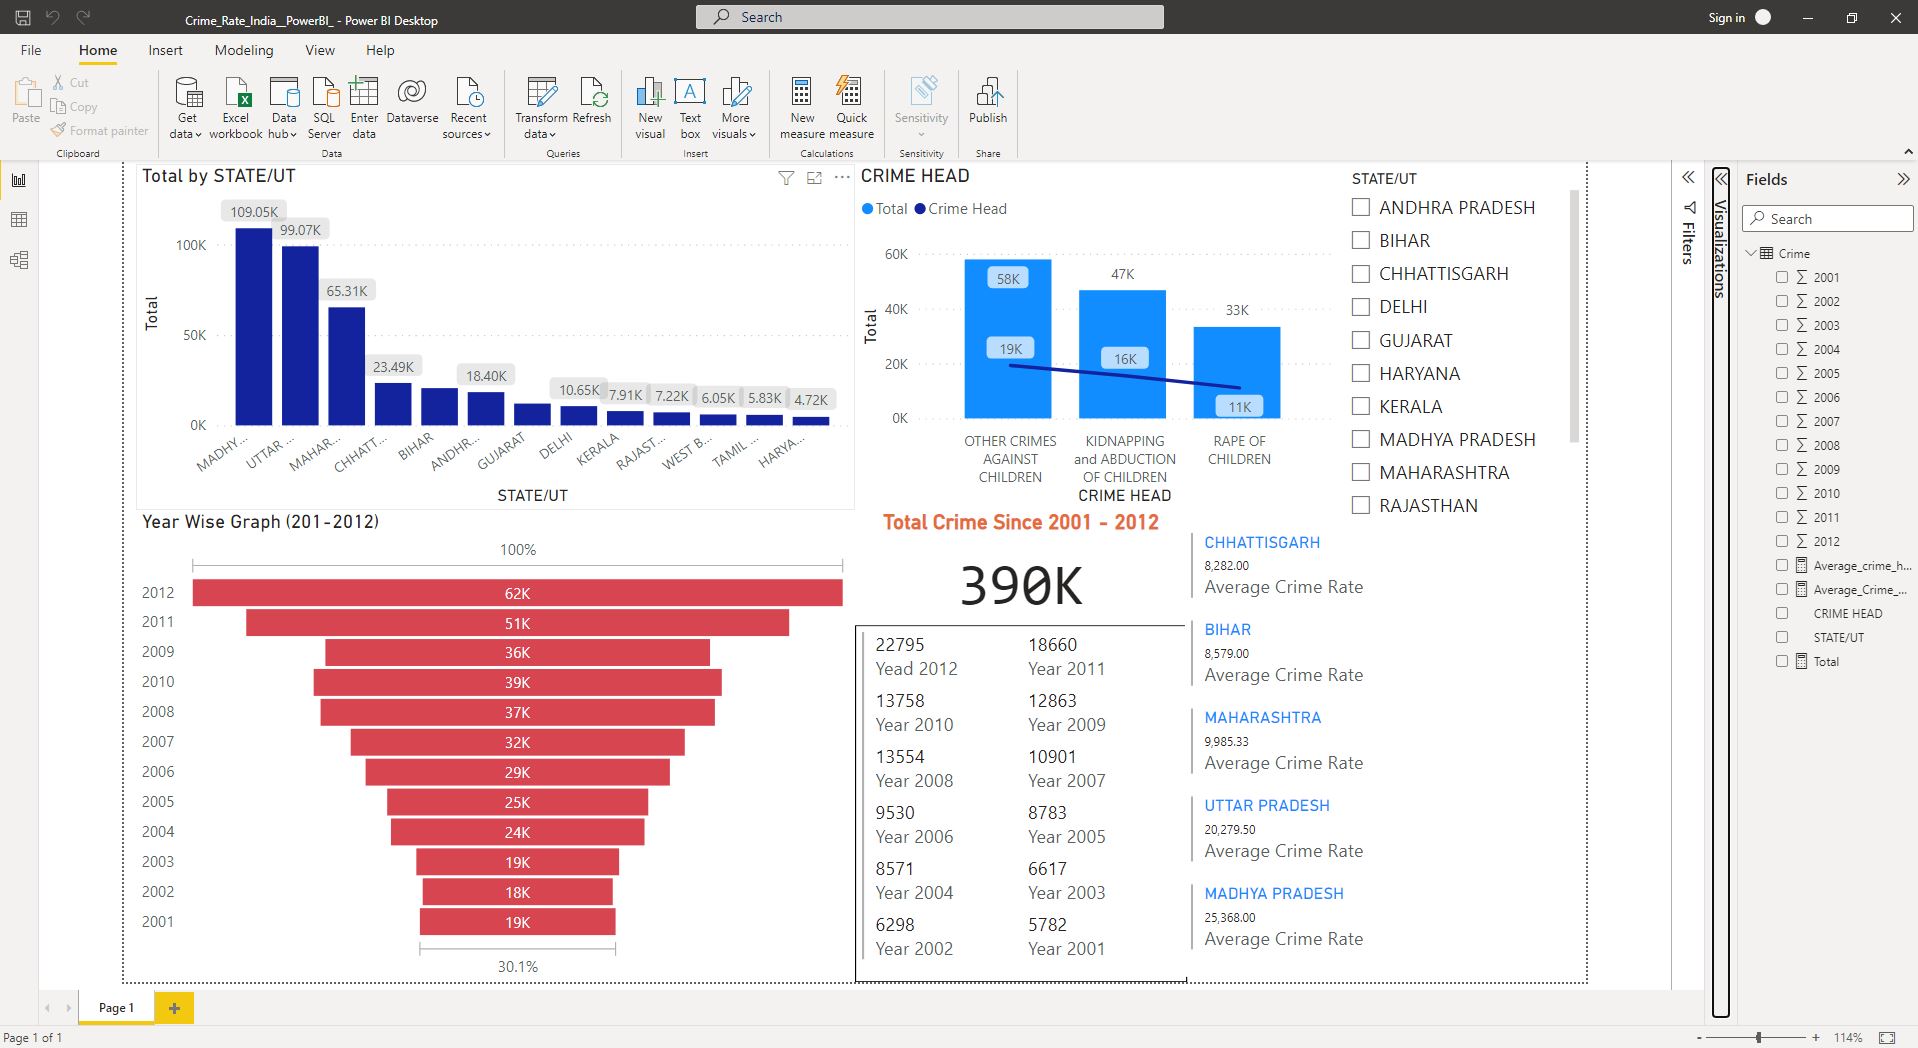 Crime_Rate_India__PowerBI_ - Power BI Desktop
Search
Sign in
File
Home
Insert
Modeling
View
Help
Paste
Cut
Copy
Format painter
Clipboard
Get data
Excel workbook
Data hub
SQL Server
Enter data
Dataverse
Recent sources
Data
Transform data
Refresh
Queries
New visual
Text box
More visuals
Insert
New measure
Quick measure
Calculations
Sensitivity
Sensitivity
Publish
Share
Total by STATE/UT
Total
100K
50K
0K
109.05K
99.07K
65.31K
23.49K
18.40K
10.65K
7.91K
7.22K
6.05K
5.83K
4.72K
MADHY...
UTTAR ...
MAHAR...
CHHATT...
BIHAR
ANDHR...
GUJARAT
DELHI
KERALA
RAJAST...
WEST B...
TAMIL ...
HARYA...
STATE/UT
CRIME HEAD
Total
Crime Head
Total
60K
40K
20K
0K
58K
47K
33K
19K
16K
11K
OTHER CRIMES
AGAINST
CHILDREN
KIDNAPPING
and ABDUCTION
OF CHILDREN
RAPE OF
CHILDREN
CRIME HEAD
STATE/UT
ANDHRA PRADESH
BIHAR
CHHATTISGARH
DELHI
GUJARAT
HARYANA
KERALA
MADHYA PRADESH
MAHARASHTRA
RAJASTHAN
Year Wise Graph (201-2012)
100%
2012 62K
2011 51K
2009 36K
2010 39K
2008 37K
2007 32K
2006 29K
2005 25K
2004 24K
2003 19K
2002 18K
2001 19K
30.1%
Total Crime Since 2001 - 2012
390K
22795
Yead 2012
18660
Year 2011
13758
Year 2010
12863
Year 2009
13554
Year 2008
10901
Year 2007
9530
Year 2006
8783
Year 2005
8571
Year 2004
6617
Year 2003
6298
Year 2002
5782
Year 2001
CHHATTISGARH
8,282.00
Average Crime Rate
BIHAR
8,579.00
Average Crime Rate
MAHARASHTRA
9,985.33
Average Crime Rate
UTTAR PRADESH
20,279.50
Average Crime Rate
MADHYA PRADESH
25,368.00
Average Crime Rate
Filters
Visualizations
Fields
Search
Crime
2001
2002
2003
2004
2005
2006
2007
2008
2009
2010
2011
2012
Average_crime_h...
Average_Crime_...
CRIME HEAD
STATE/UT
Total
Page 1
Page 1 of 1
114%